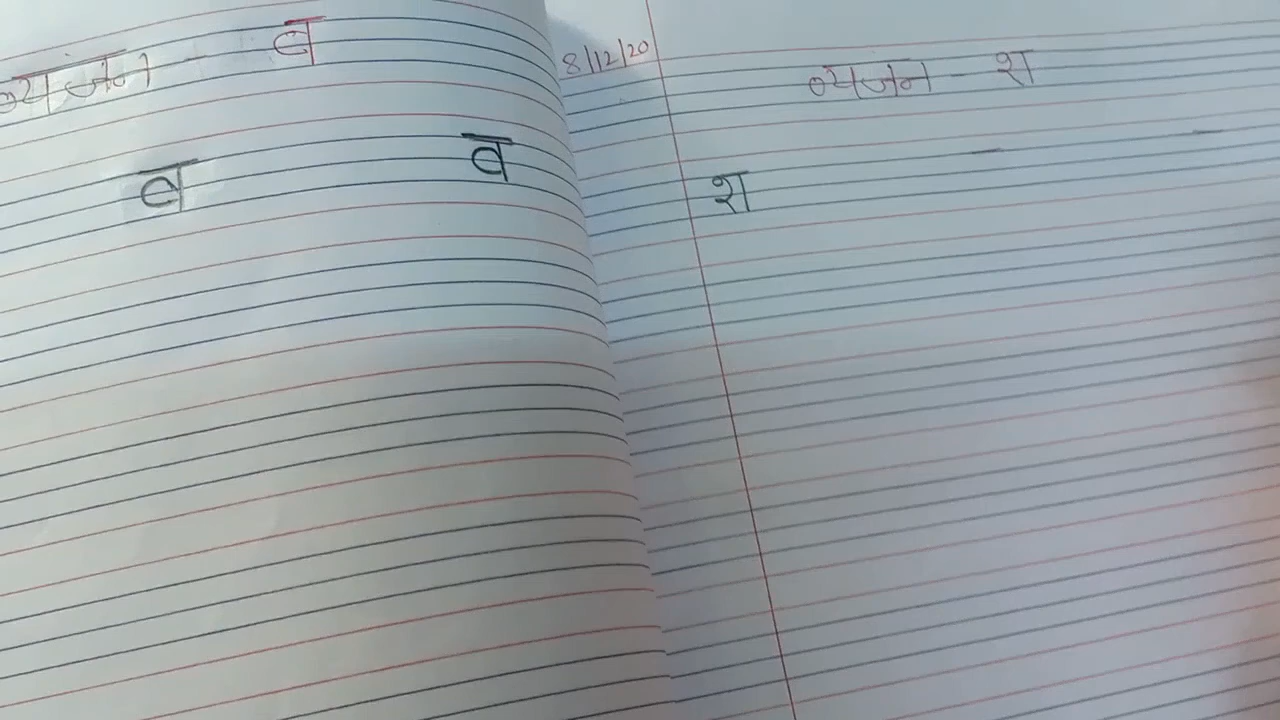 व्यंजन व
व व
8/12/20
व्यंजन - श
श - -